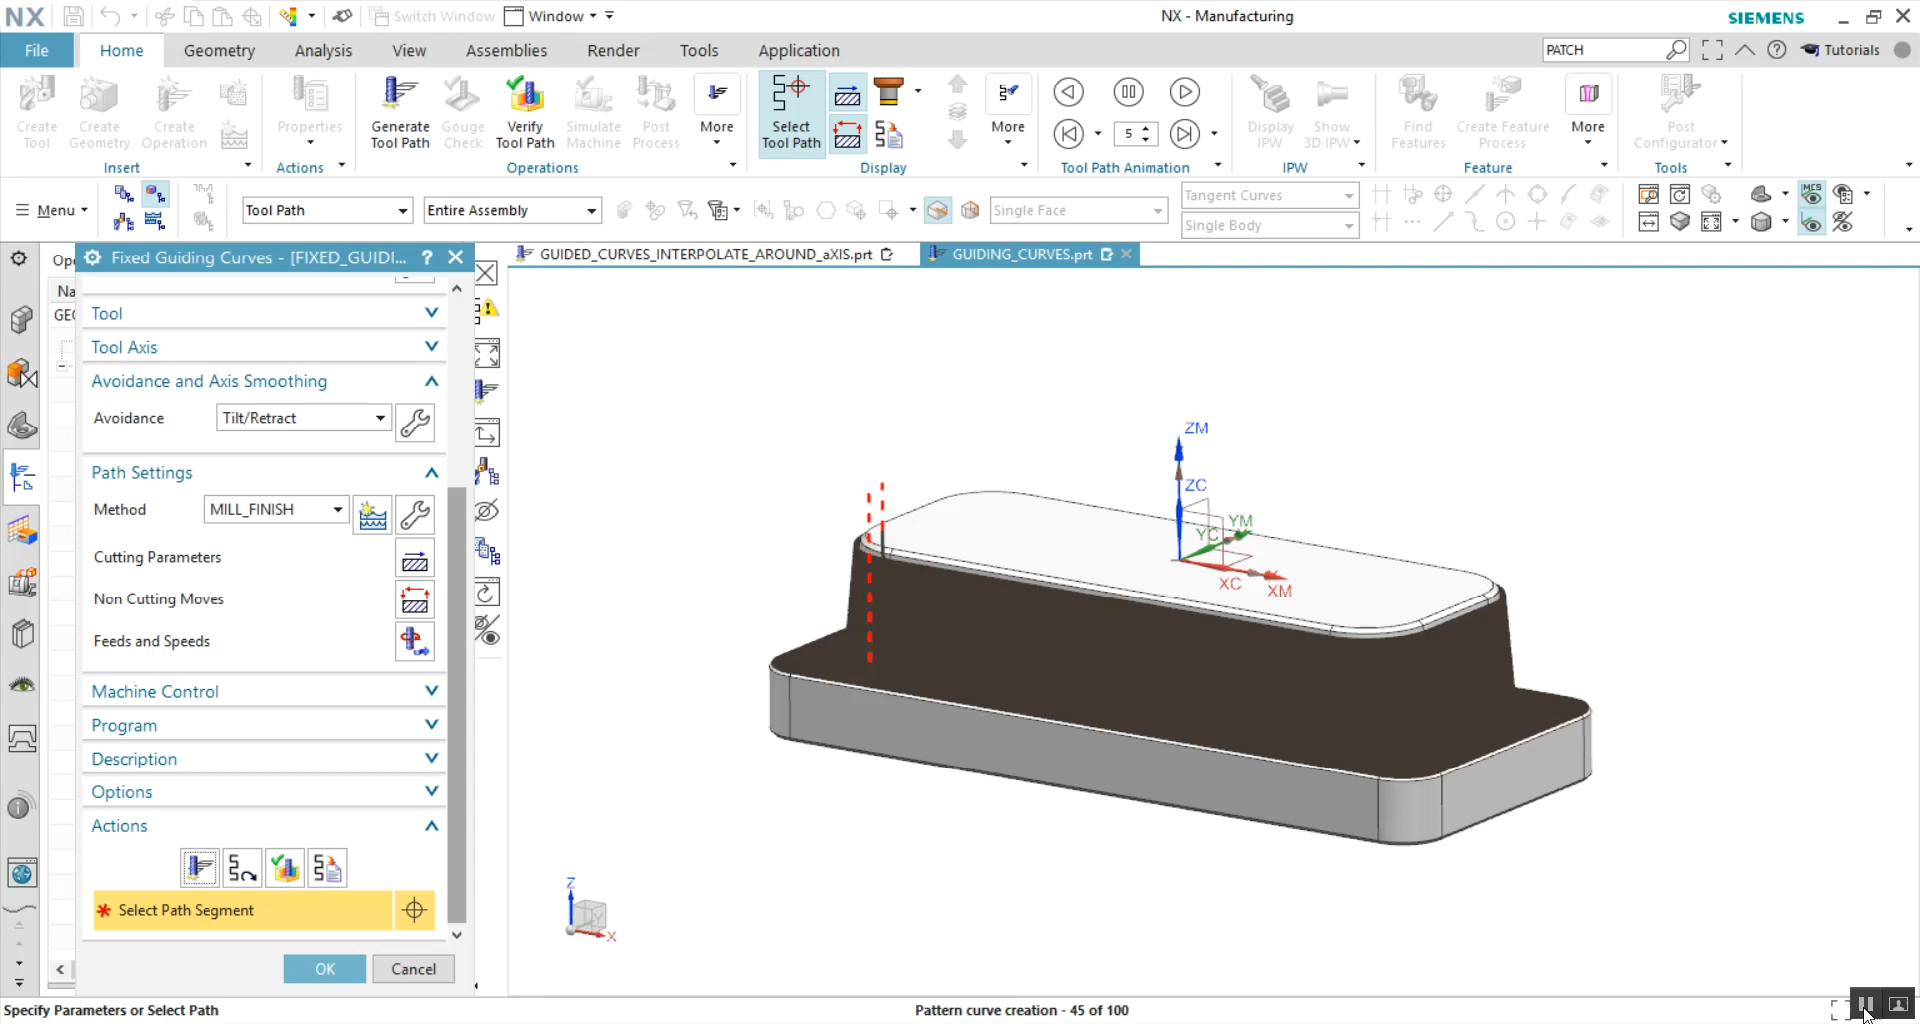 NX
Switch Window
Window
NX - Manufacturing
SIEMENS
File
Home
Geometry
Analysis
View
Assemblies
Render
Tools
Application
PATCH
Tutorials
Create Tool
Create Geometry
Create Operation
Properties
Generate Tool Path
Gouge Check
Verify Tool Path
Simulate Machine
Post Process
More
Select Tool Path
More
5
Display IPW
Show 3D IPW
Find Features
Create Feature Process
More
Post Configurator
Insert
Actions
Operations
Display
Tool Path Animation
IPW
Feature
Tools
Menu
Tool Path
Entire Assembly
Single Face
Tangent Curves
Single Body
MCS
Ope
Fixed Guiding Curves - [FIXED_GUIDI...
GUIDED_CURVES_INTERPOLATE_AROUND_aXIS.prt
GUIDING_CURVES.prt
Na
GEO
Tool
Tool Axis
Avoidance and Axis Smoothing
Avoidance
Tilt/Retract
Path Settings
Method
MILL_FINISH
Cutting Parameters
Non Cutting Moves
Feeds and Speeds
Machine Control
Program
Description
Options
Actions
* Select Path Segment
OK
Cancel
ZM
ZC
YM
YC
XC
XM
Z
Y
X
Specify Parameters or Select Path
Pattern curve creation - 45 of 100